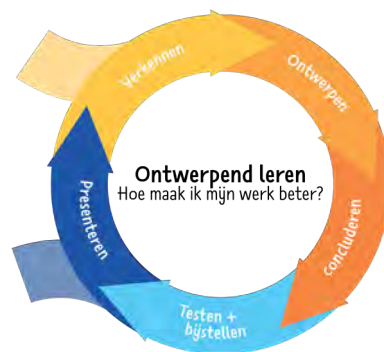 Verkennen
Ontwerpen
concluderen
Testen +
bijstellen
Presenteren
Ontwerpend leren
Hoe maak ik mijn werk beter?